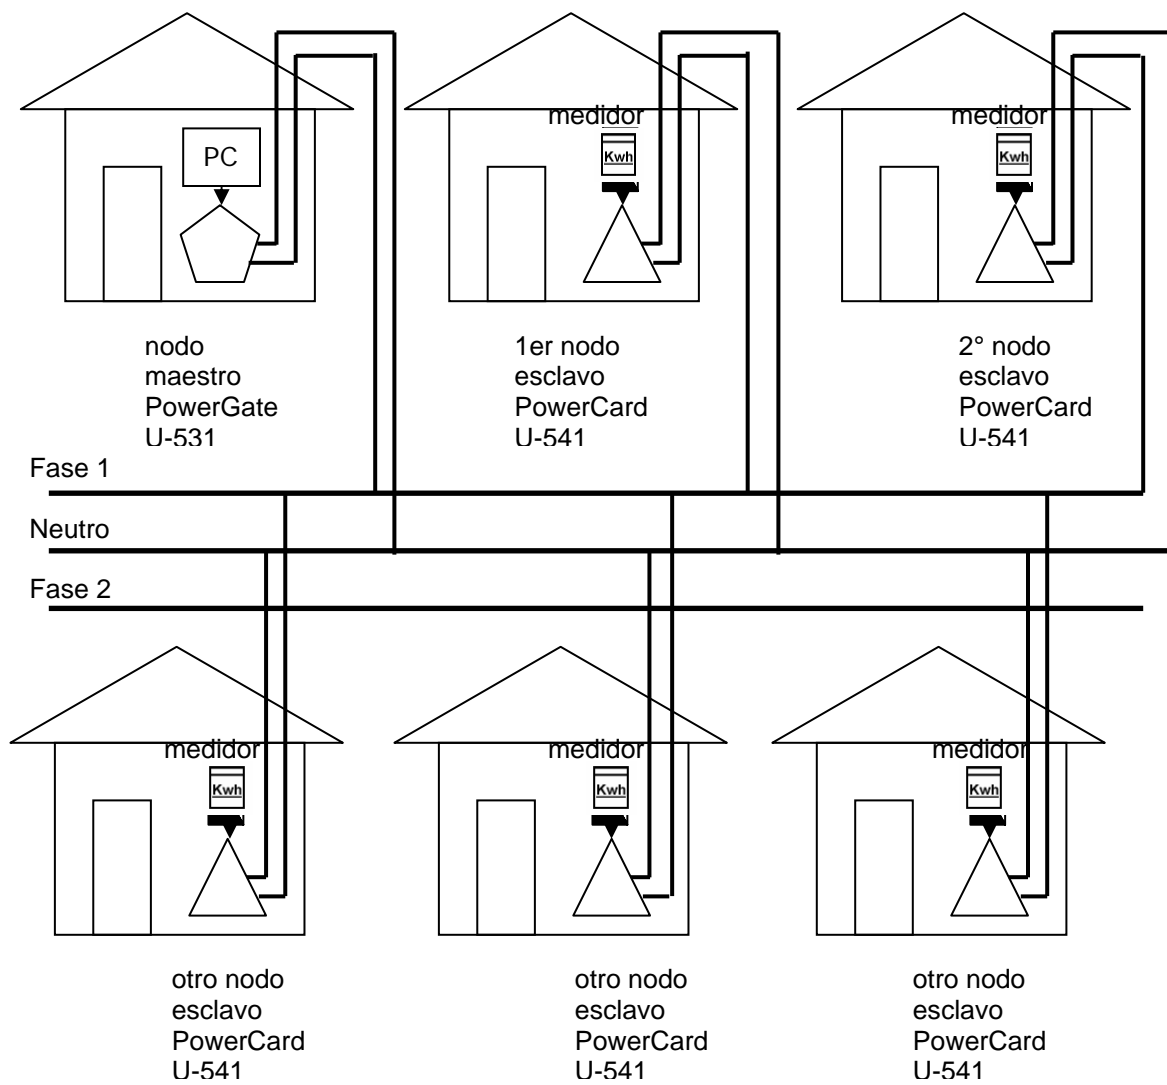 medidor
medidor
PC
Kwh
Kwh
nodo
maestro
PowerGate
U-531
1er nodo
esclavo
PowerCard
U-541
2° nodo
esclavo
PowerCard
U-541
Fase 1
Neutro
Fase 2
medidor
medidor
medidor
Kwh
Kwh
Kwh
otro nodo
esclavo
PowerCard
U-541
otro nodo
esclavo
PowerCard
U-541
otro nodo
esclavo
PowerCard
U-541